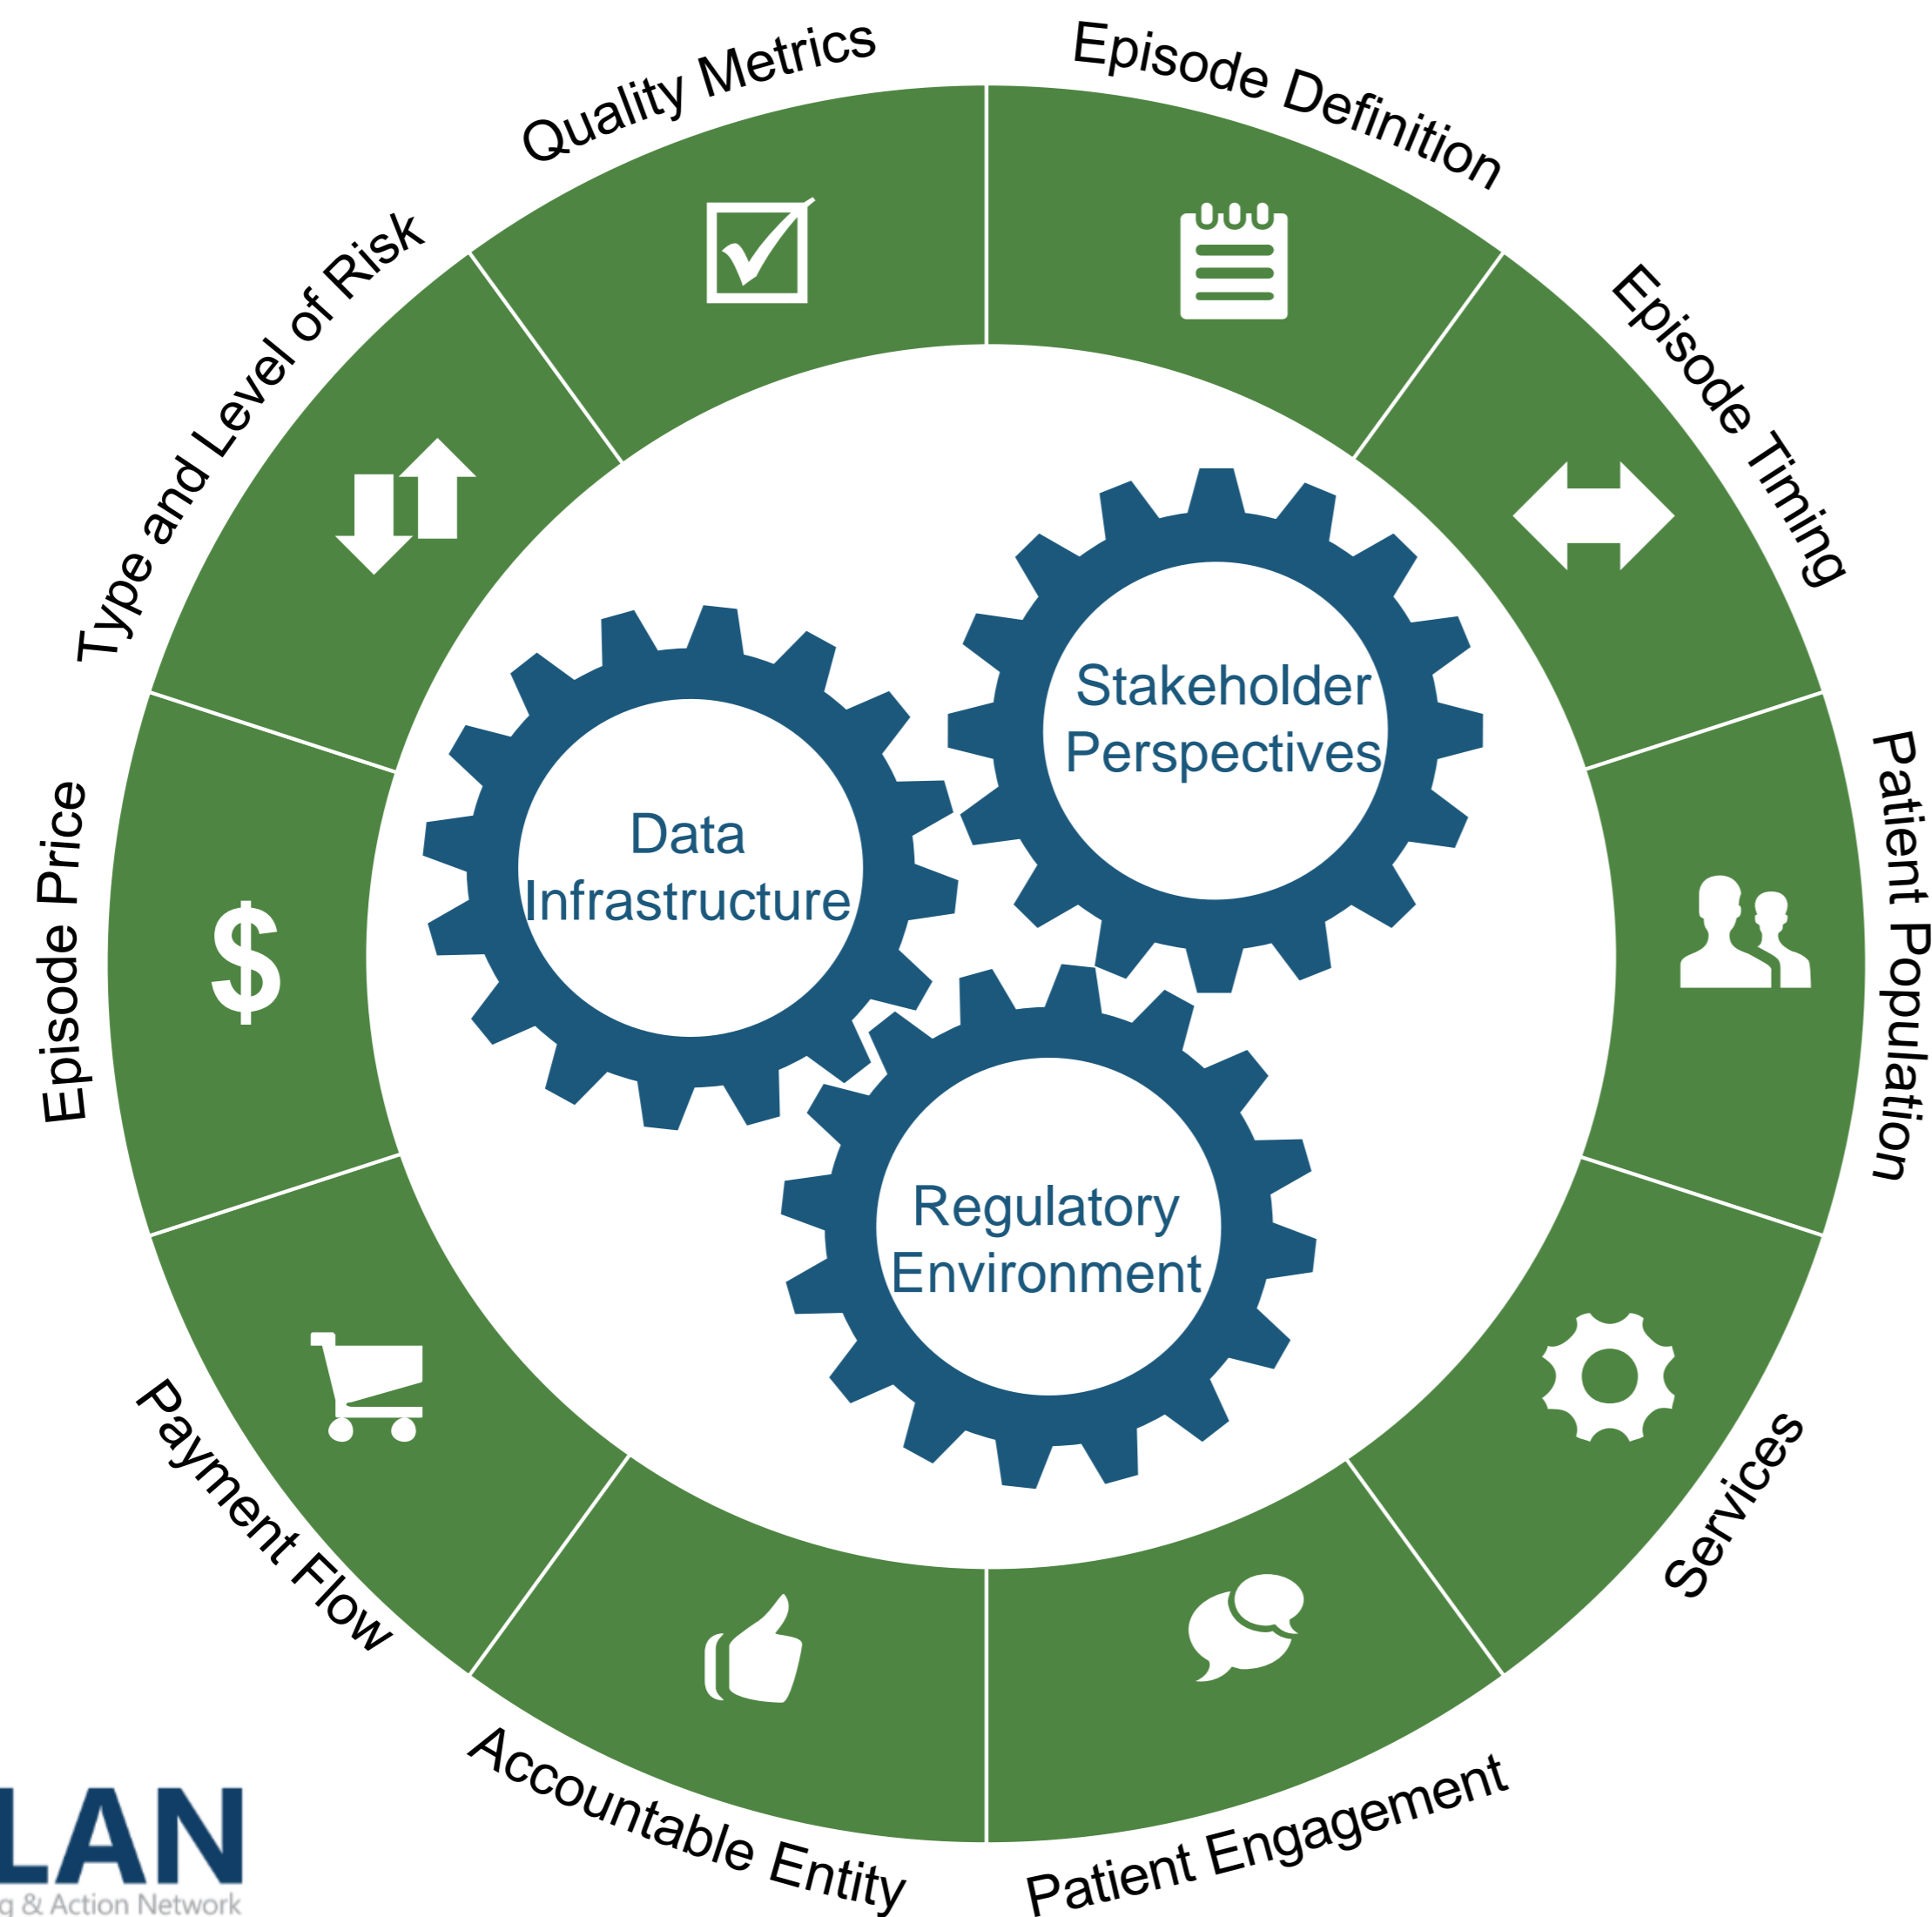 Quality Metrics
Episode Definition
Episode Timing
Patient Population
Services
Patient Engagement
Accountable Entity
Payment Flow
Episode Price
Type and Level of Risk
Stakeholder
Perspectives
Data
Infrastructure
Regulatory
Environment
LAN
g & Action Network